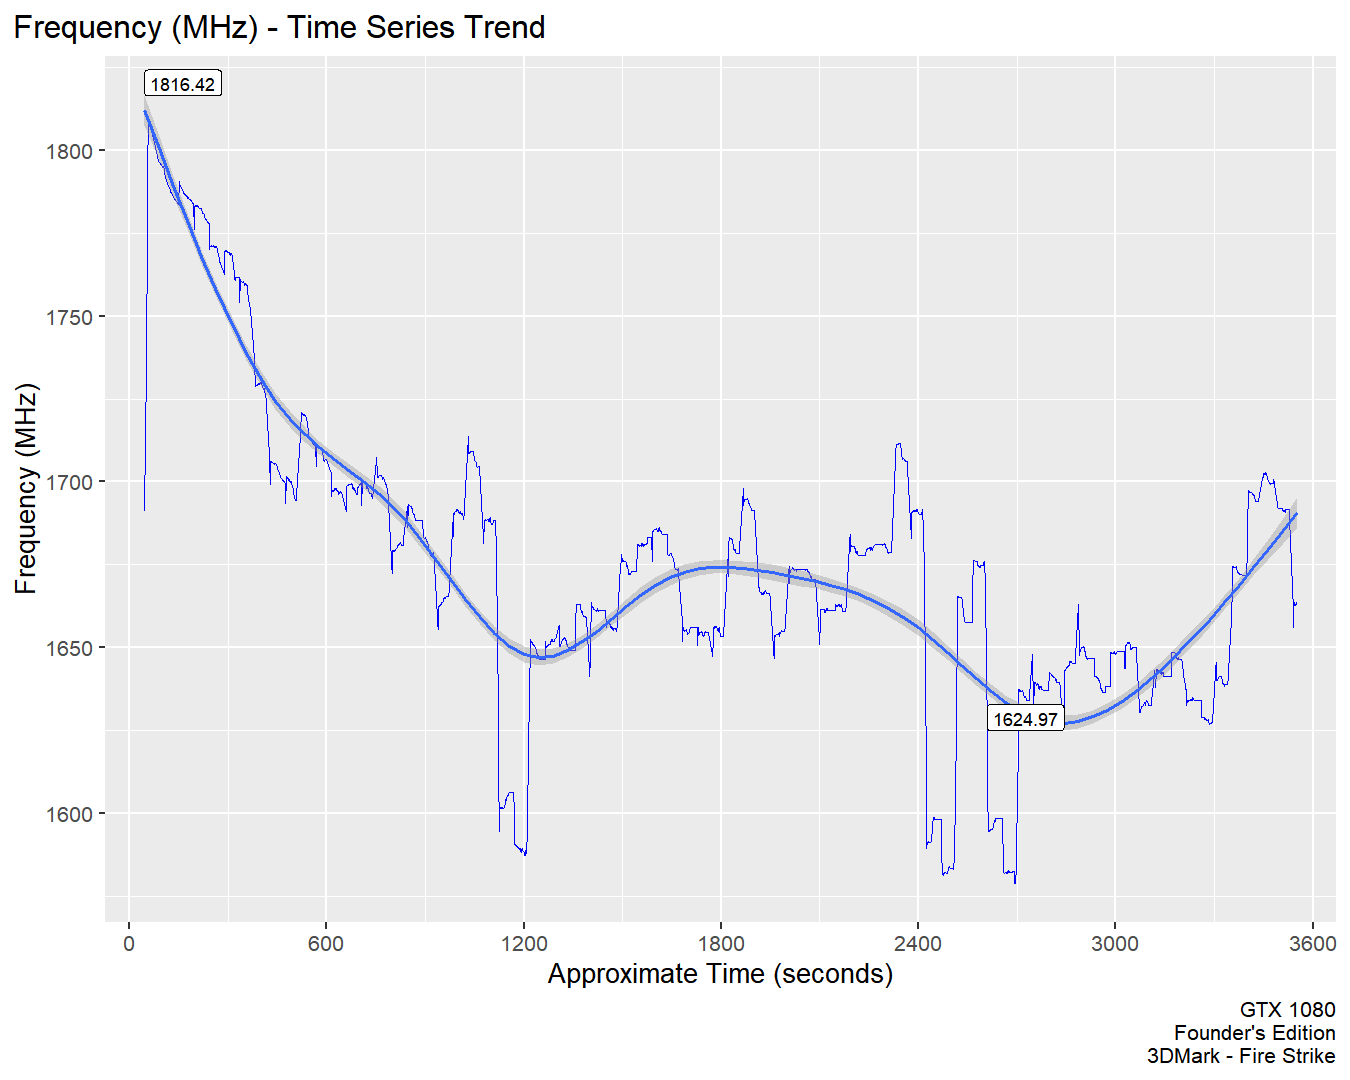 Frequency (MHz) - Time Series Trend
1816.42
1800
1750
1700
1650
1624.97
1600
Frequency (MHz)
0 600 1200 1800 2400 3000 3600
Approximate Time (seconds)
GTX 1080
Founder's Edition
3DMark - Fire Strike